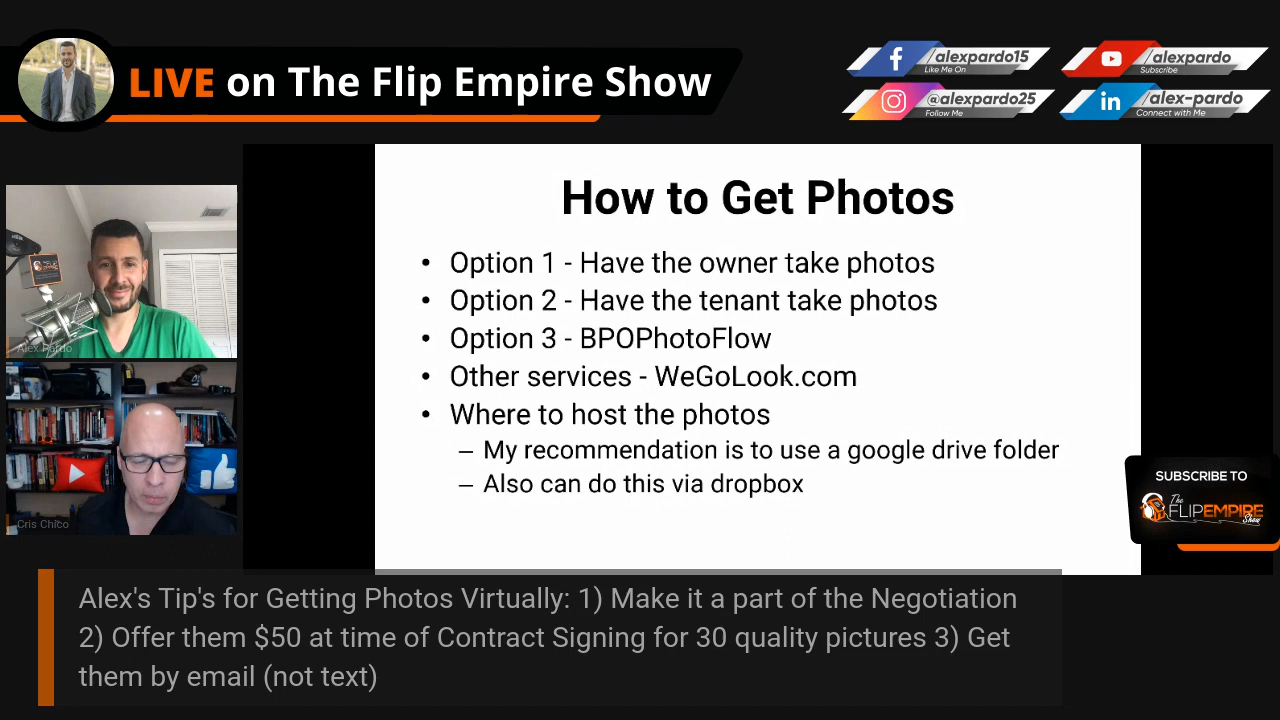 LIVE on The Flip Empire Show
/alexpardo15
Like Me On
/alexpardo
Subscribe
@alexpardo25
Follow Me
/alex-pardo
Connect with Me
How to Get Photos
• Option 1 - Have the owner take photos
• Option 2 - Have the tenant take photos
• Option 3 - BPOPhotoFlow
• Other services - WeGoLook.com
• Where to host the photos
– My recommendation is to use a google drive folder
– Also can do this via dropbox
Alex Pardo
Cris Chico
SUBSCRIBE TO
The
FLIPEMPIRE
Show
Alex's Tip's for Getting Photos Virtually: 1) Make it a part of the Negotiation
2) Offer them $50 at time of Contract Signing for 30 quality pictures 3) Get
them by email (not text)